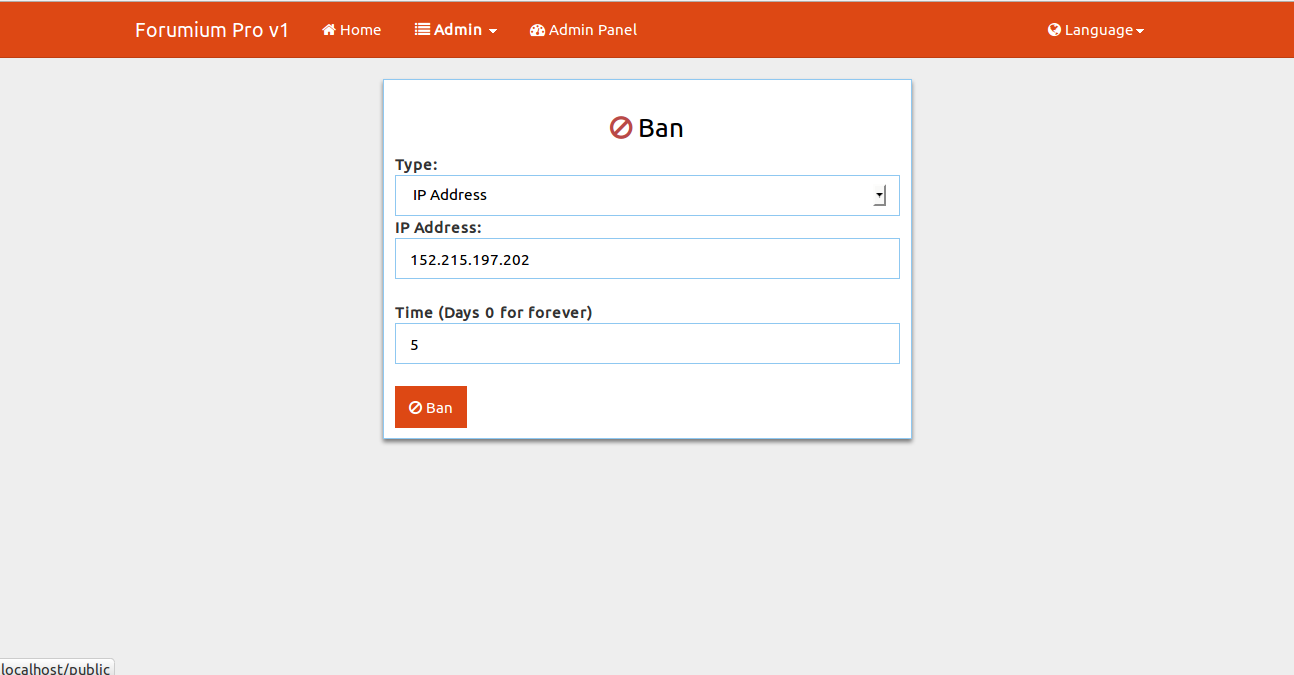 Forumium Pro v1 Home Admin Admin Panel Language
Ban
Type:
IP Address
IP Address:
152.215.197.202
Time (Days 0 for forever)
5
Ban
localhost/public